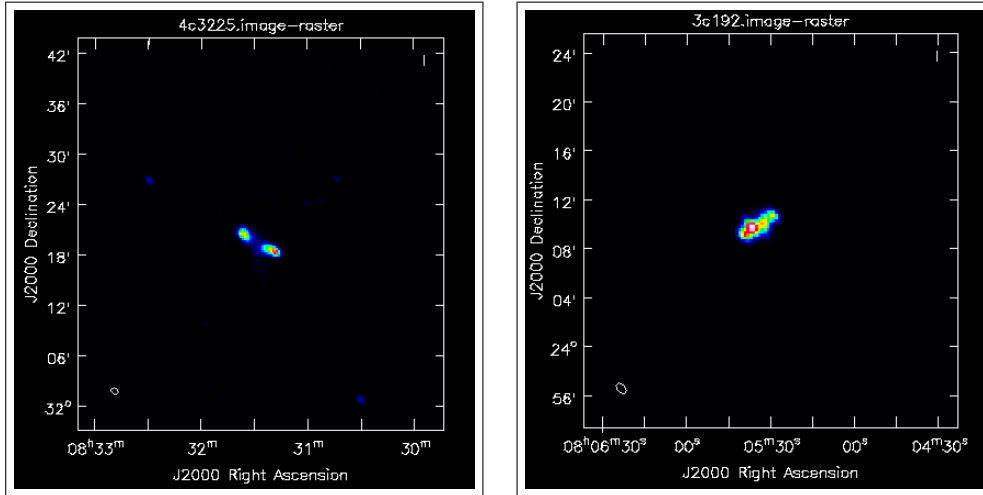 4c3225.image-raster
I
42'
36'
30'
24'
18'
12'
06'
32°
08ʰ33ᵐ 32ᵐ 31ᵐ 30ᵐ
J2000 Right Ascension
J2000 Declination
3c192.image-raster
I
24'
20'
16'
12'
08'
04'
24°
56'
08ʰ06ᵐ30ˢ 00ˢ 05ᵐ30ˢ 00ˢ 04ᵐ30ˢ
J2000 Right Ascension
J2000 Declination